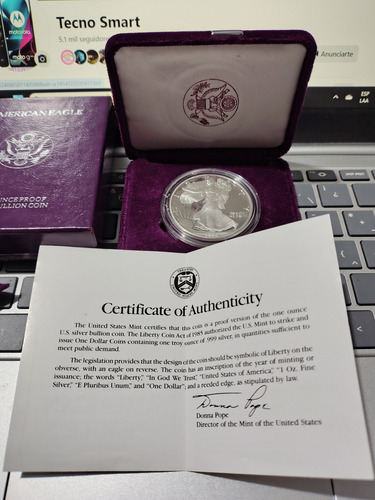 Tecno Smart
5,1 mil seguidores
Anunciarte
motorola
moto g
ESP
LAA
AMERICAN EAGLE
OUNCE PROOF
BULLION COIN
Certificate of Authenticity
The United States Mint certifies that this coin is a proof version of the one ounce
U.S. silver bullion coin. The Liberty Coin Act of 1985 authorized the U.S. Mint to strike and
issue One Dollar Coins containing one troy ounce of .999 silver, in quantities sufficient to
meet public demand.
The legislation provides that the design of the coin should be symbolic of Liberty on the
obverse, with an eagle on reverse. The coin has an inscription of the year of minting or
issuance; the words "Liberty," "In God We Trust," "United States of America," "1 Oz. Fine
Silver," "E Pluribus Unum," and "One Dollar"; and a reeded edge, as stipulated by law.
Donna Pope
Donna Pope
Director of the Mint of the United States